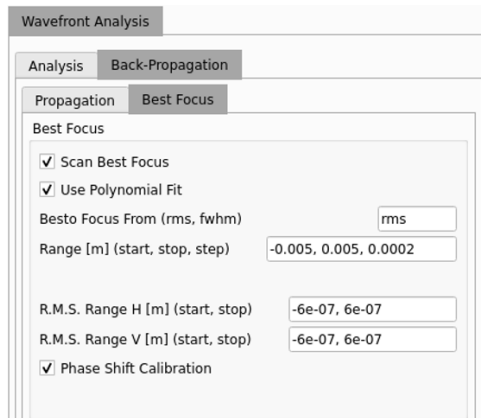 Wavefront Analysis
Analysis Back-Propagation
Propagation Best Focus
Best Focus
Scan Best Focus
Use Polynomial Fit
Besto Focus From (rms, fwhm) rms
Range [m] (start, stop, step) -0.005, 0.005, 0.0002
R.M.S. Range H [m] (start, stop) -6e-07, 6e-07
R.M.S. Range V [m] (start, stop) -6e-07, 6e-07
Phase Shift Calibration